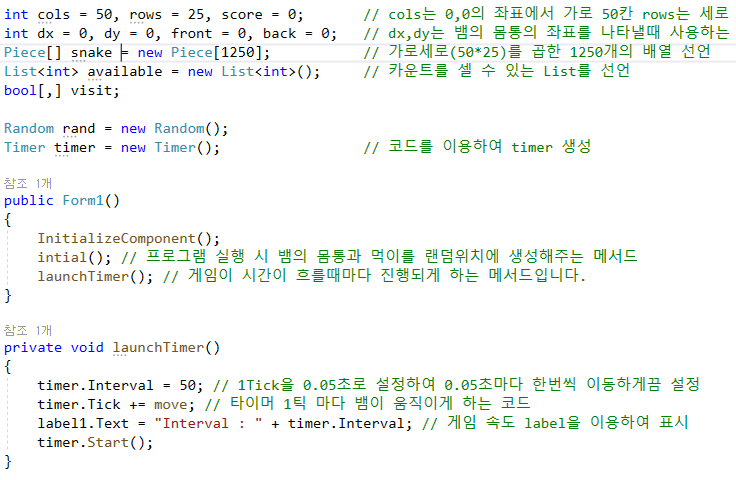 int cols = 50, rows = 25, score = 0; // cols는 0,0의 좌표에서 가로 50칸 rows는 세로
int dx = 0, dy = 0, front = 0, back = 0; // dx,dy는 뱀의 몸통의 좌표를 나타낼때 사용하는
Piece[] snake = new Piece[1250]; // 가로세로(50*25)를 곱한 1250개의 배열 선언
List<int> available = new List<int>(); // 카운트를 셀 수 있는 List를 선언
bool[,] visit;
Random rand = new Random();
Timer timer = new Timer(); // 코드를 이용하여 timer 생성
참조 1개
public Form1()
{
InitializeComponent();
intial(); // 프로그램 실행 시 뱀의 몸통과 먹이를 랜덤위치에 생성해주는 메서드
launchTimer(); // 게임이 시간이 흐를때마다 진행되게 하는 메서드입니다.
}
참조 1개
private void launchTimer()
{
timer.Interval = 50; // 1Tick을 0.05초로 설정하여 0.05초마다 한번씩 이동하게끔 설정
timer.Tick += move; // 타이머 1틱 마다 뱀이 움직이게 하는 코드
label1.Text = "Interval : " + timer.Interval; // 게임 속도 label을 이용하여 표시
timer.Start();
}